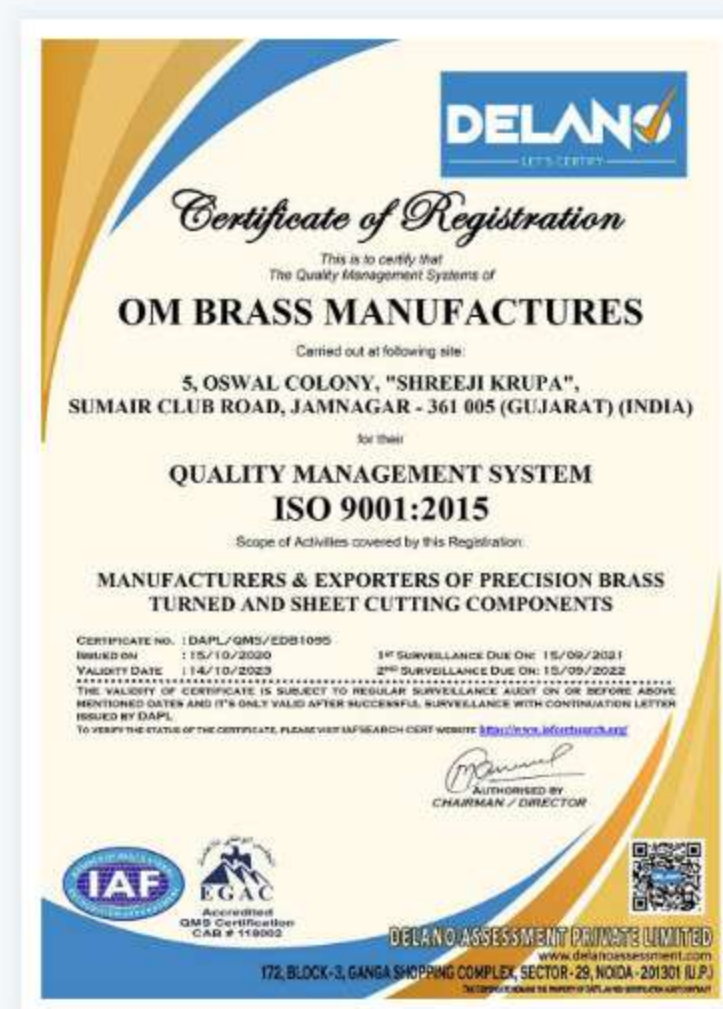 DELANO
LET'S CERTIFY
Certificate of Registration
This is to certify that
The Quality Management Systems of
OM BRASS MANUFACTURES
Carried out at following site:
5, OSWAL COLONY, "SHREEJI KRUPA",
SUMAIR CLUB ROAD, JAMNAGAR - 361 005 (GUJARAT) (INDIA)
for their
QUALITY MANAGEMENT SYSTEM
ISO 9001:2015
Scope of Activities covered by this Registration:
MANUFACTURERS & EXPORTERS OF PRECISION BRASS
TURNED AND SHEET CUTTING COMPONENTS
CERTIFICATE NO. : DAPL/QMS/EDB1095
ISSUED ON : 15/10/2020 1ST SURVEILLANCE DUE ON: 15/09/2021
VALIDITY DATE : 14/10/2023 2ND SURVEILLANCE DUE ON: 15/09/2022
THE VALIDITY OF CERTIFICATE IS SUBJECT TO REGULAR SURVEILLANCE AUDIT ON OR BEFORE ABOVE
MENTIONED DATES AND IT'S ONLY VALID AFTER SUCCESSFUL SURVEILLANCE WITH CONTINUATION LETTER
ISSUED BY DAPL
TO VERIFY THE STATUS OF THE CERTIFICATE, PLEASE VISIT IAFSEARCH CERT WEBSITE
AUTHORISED BY
CHAIRMAN / DIRECTOR
IAF
EGAC
Accredited
QMS Certification
CAB # 118002
DELANO ASSESSMENT PRIVATE LIMITED
www.delanoassessment.com
172, BLOCK-3, GANGA SHOPPING COMPLEX, SECTOR-29, NOIDA-201301 (U.P.)